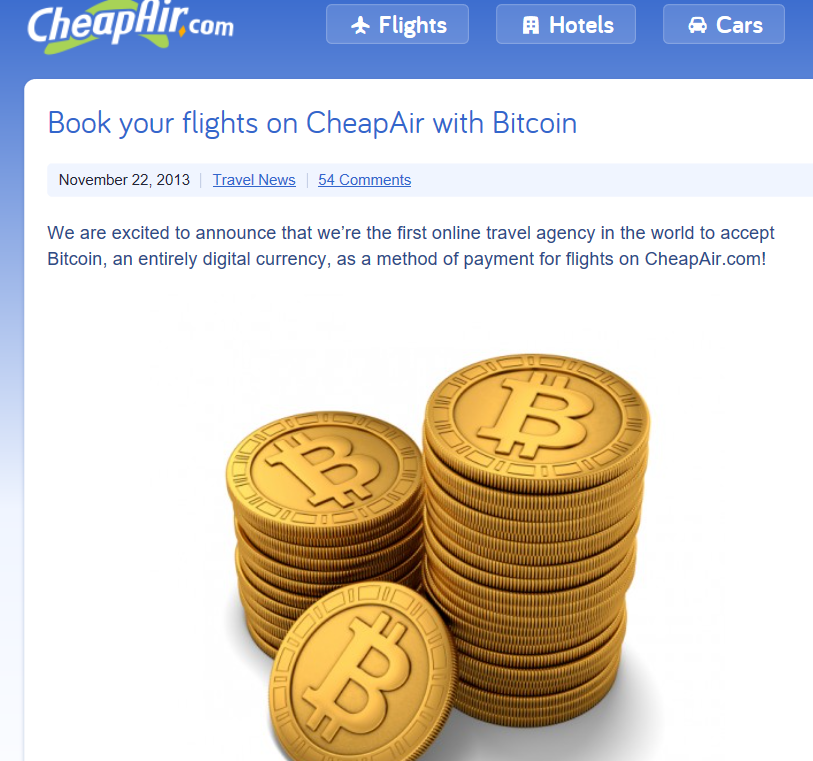 CheapAir.com
Flights
Hotels
Cars
Book your flights on CheapAir with Bitcoin
November 22, 2013 | Travel News | 54 Comments
We are excited to announce that we’re the first online travel agency in the world to accept
Bitcoin, an entirely digital currency, as a method of payment for flights on CheapAir.com!